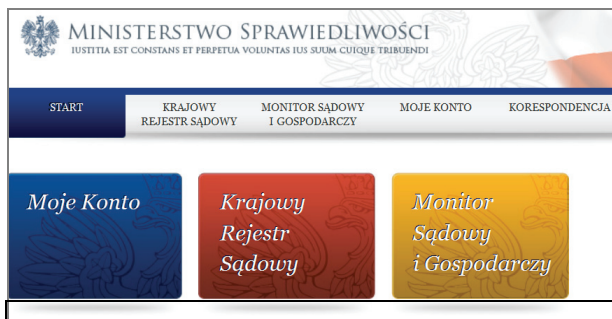 MINISTERSTWO SPRAWIEDLIWOŚCI
IUSTITIA EST CONSTANS ET PERPETUA VOLUNTAS IUS SUUM CUIQUE TRIBUENDI
START
KRAJOWY
REJESTR SĄDOWY
MONITOR SĄDOWY
I GOSPODARCZY
MOJE KONTO
KORESPONDENCJA
Moje Konto
Krajowy
Rejestr
Sądowy
Monitor
Sądowy
i Gospodarczy